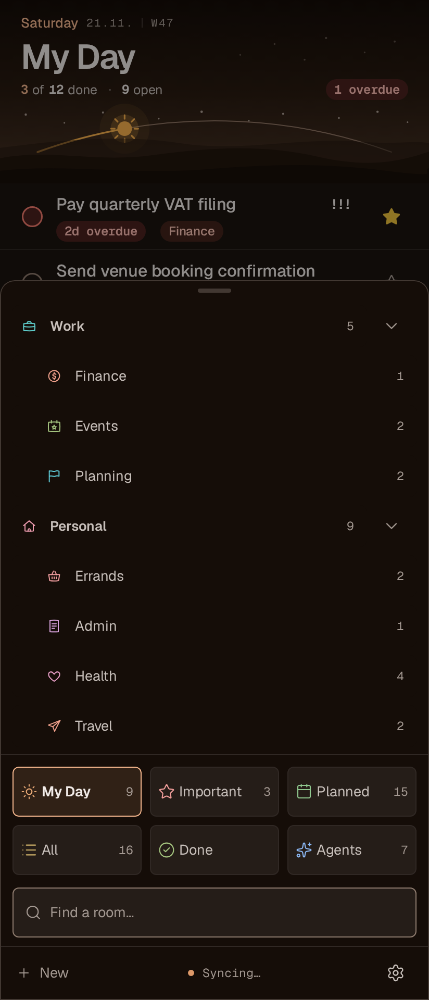 Saturday 21.11. | W47
My Day
3 of 12 done · 9 open
1 overdue
Pay quarterly VAT filing !!!
2d overdue Finance
Send venue booking confirmation
Work 5
Finance 1
Events 2
Planning 2
Personal 9
Errands 2
Admin 1
Health 4
Travel 2
My Day 9 Important 3 Planned 15
All 16 Done Agents 7
Find a room…
+ New Syncing…